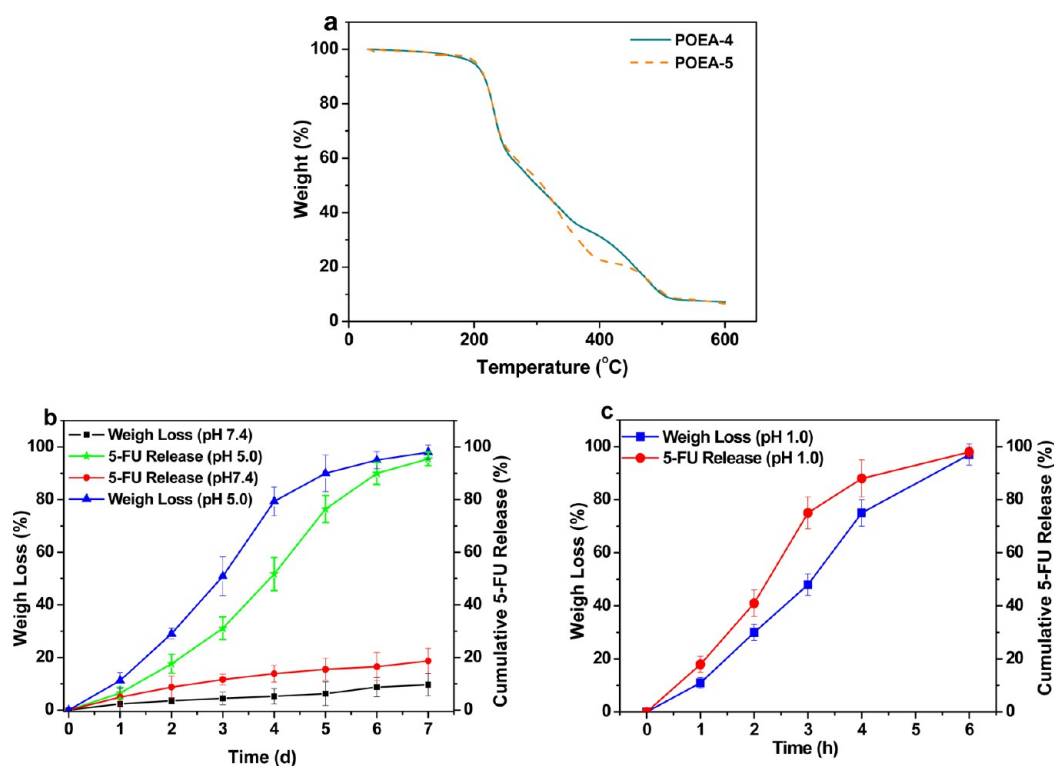 a
POEA-4
POEA-5
100
80
60
40
20
0
Weight (%)
0
200
400
600
Temperature (°C)
b
Weigh Loss (pH 7.4)
5-FU Release (pH 5.0)
5-FU Release (pH7.4)
Weigh Loss (pH 5.0)
100
80
60
40
20
0
Weight Loss (%)
100
80
60
40
20
0
Cumulative 5-FU Release (%)
0 1 2 3 4 5 6 7
Time (d)
c
Weigh Loss (pH 1.0)
5-FU Release (pH 1.0)
100
80
60
40
20
0
Weight Loss (%)
100
80
60
40
20
0
Cumulative 5-FU Release (%)
0 1 2 3 4 6
Time (h)